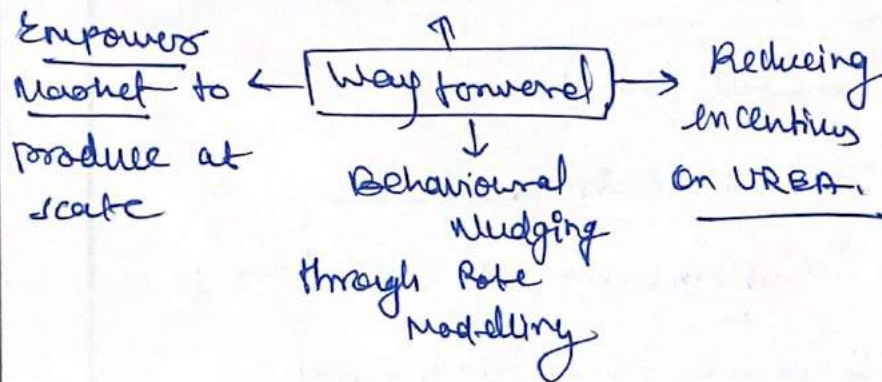 Empower
Market to
produce at
scale
Way forward
Reducing
incentives
on UREA.
Behavioural
Nudging
through Role
Modelling